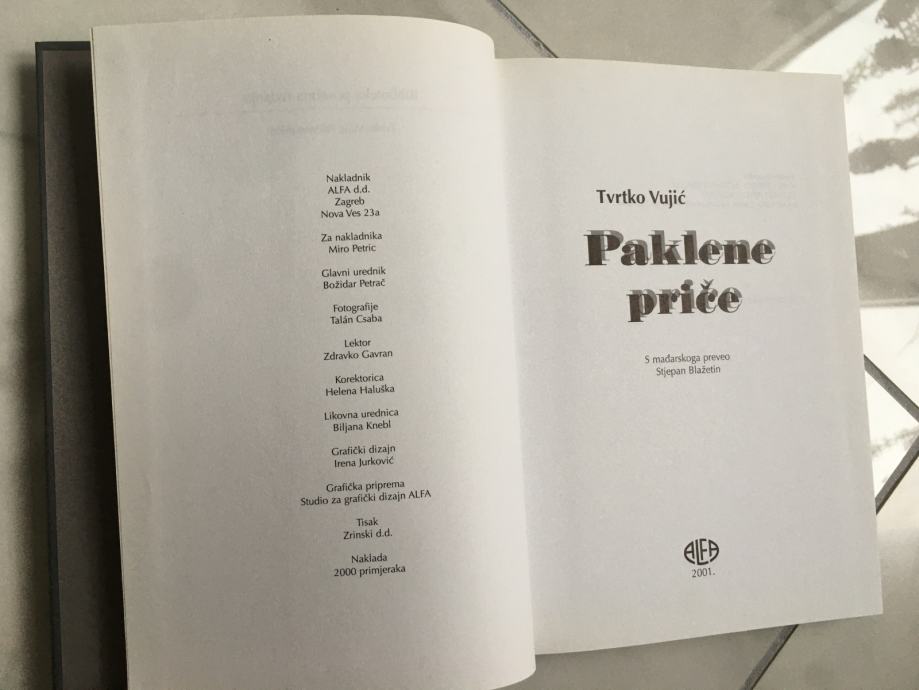 Nakladnik
ALFA d.d.
Zagreb
Nova Ves 23a
Za nakladnika
Miro Petric
Glavni urednik
Božidar Petrač
Fotografije
Talán Csaba
Lektor
Zdravko Gavran
Korektorica
Helena Haluška
Likovna urednica
Biljana Knebl
Grafički dizajn
Irena Jurković
Grafička priprema
Studio za grafički dizajn ALFA
Tisak
Zrinski d.d.
Naklada
2000 primjeraka
Tvrtko Vujić
Paklene
priče
S mađarskoga preveo
Stjepan Blažetin
ALFA
2001.